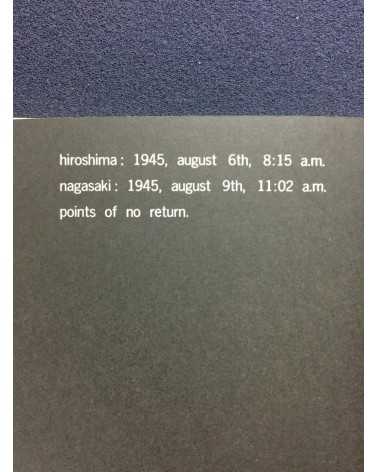 hiroshima: 1945, august 6th, 8:15 a.m.
nagasaki: 1945, august 9th, 11:02 a.m.
points of no return.